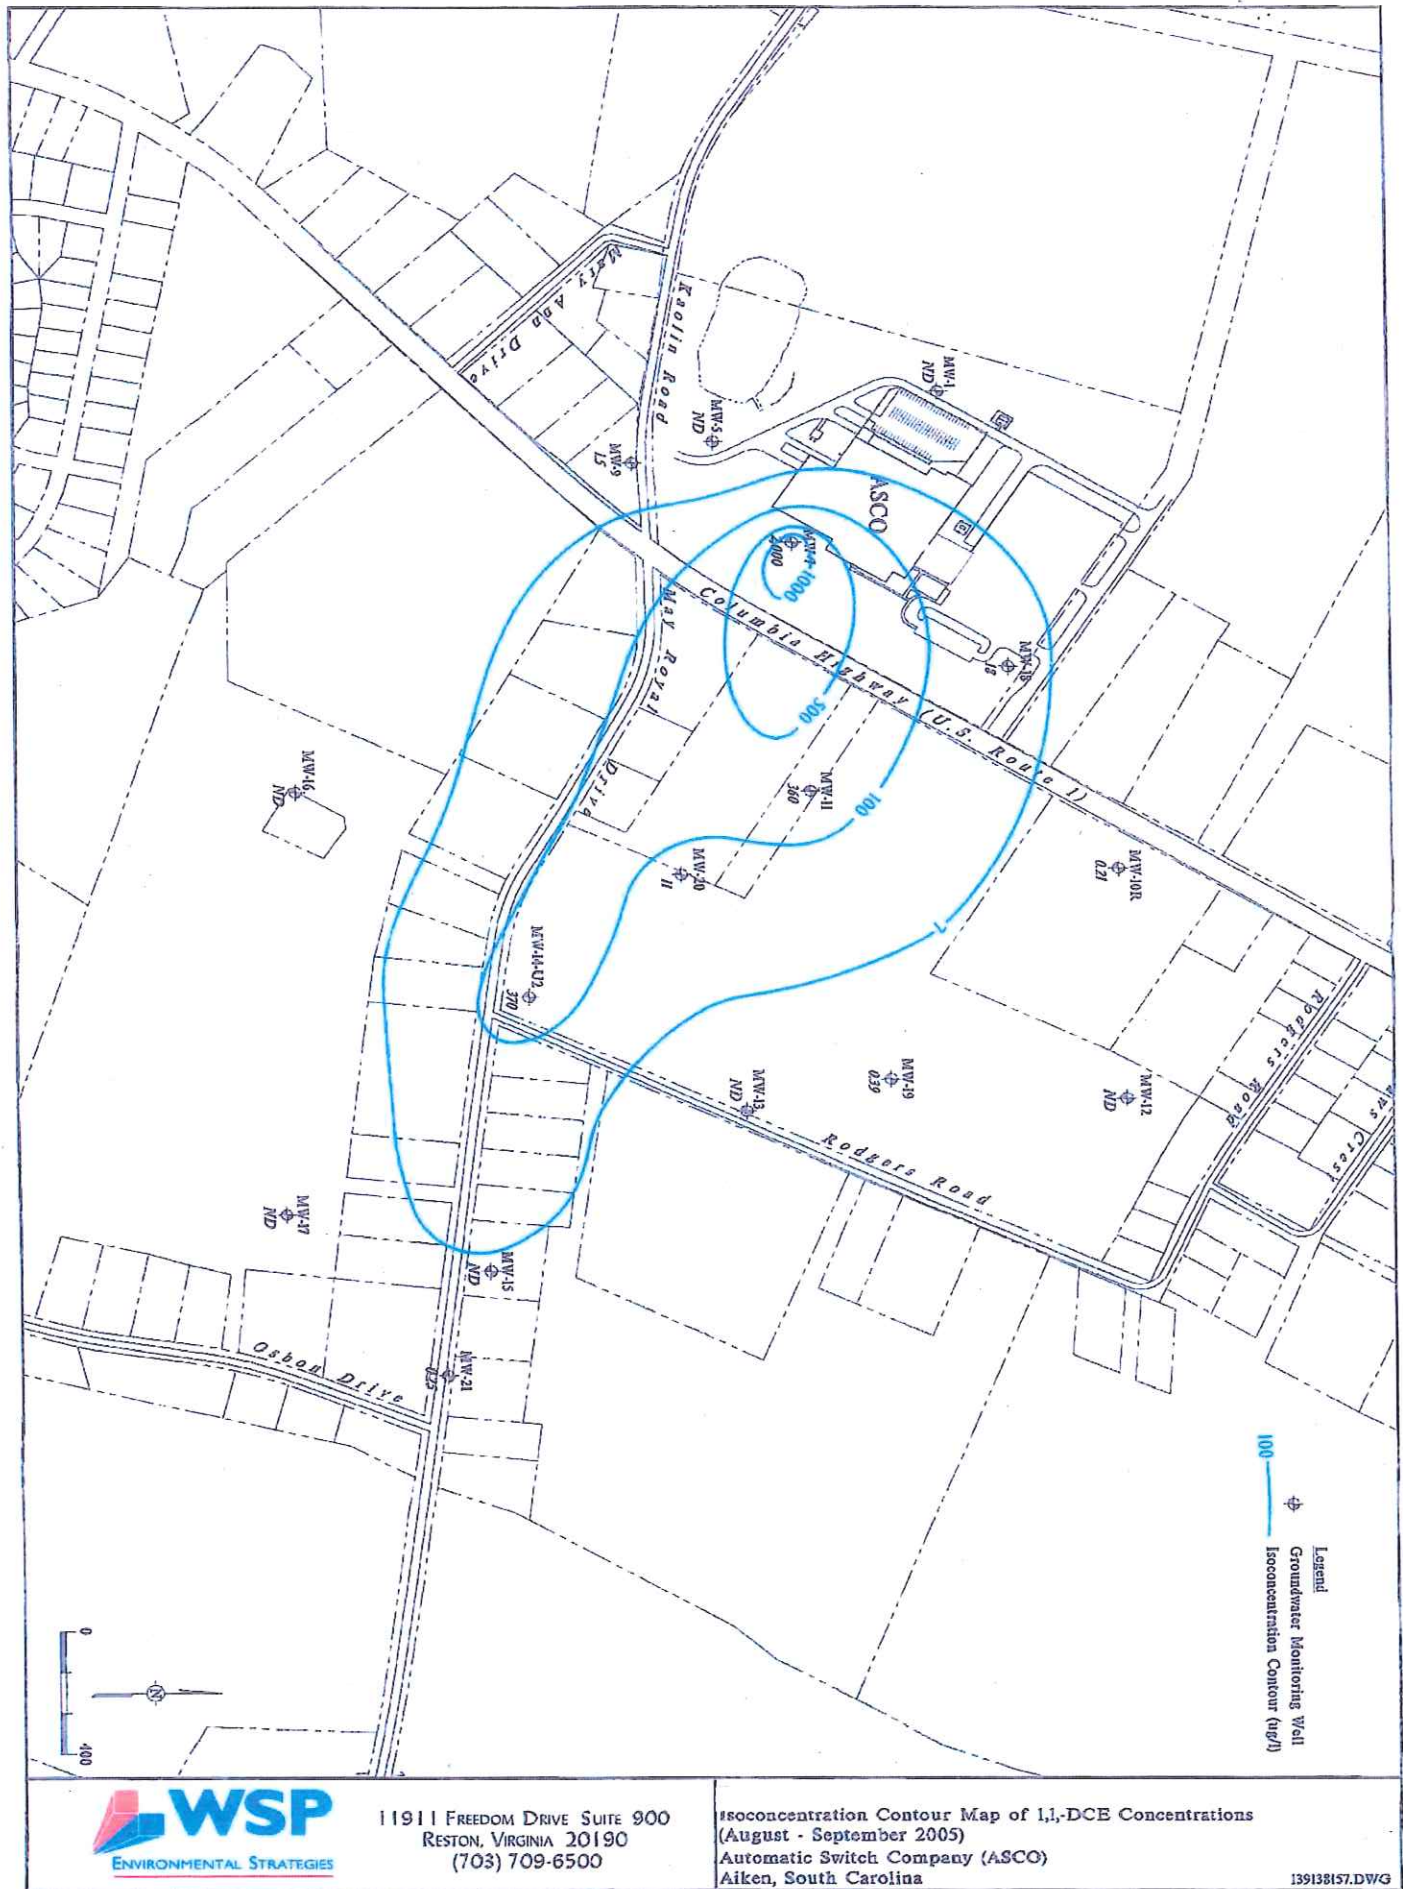 Mary Ann Drive
Kaolin Road
MW-1
ND
MW-5
ND
MW-9
ASCO
MW-4
1000
Columbia Highway (U.S. Route 1)
MW-18
May Royal Drive
500
MW-11
360
100
MW-16
ND
MW-20
11
MW-10R
0.21
7
MW-14-U2
370
Rodgers Road
MW-19
0.39
MW-12
ND
MW-13
ND
Rodgers Road
MW-17
ND
MW-15
ND
Osbon Drive
MW-21
Legend
Groundwater Monitoring Well
100
Isoconcentration Contour (ug/l)
0
400
N
WSP
ENVIRONMENTAL STRATEGIES
11911 FREEDOM DRIVE SUITE 900
RESTON, VIRGINIA 20190
(703) 709-6500
Isoconcentration Contour Map of 1,1,-DCE Concentrations
(August - September 2005)
Automatic Switch Company (ASCO)
Aiken, South Carolina
139138157.DWG